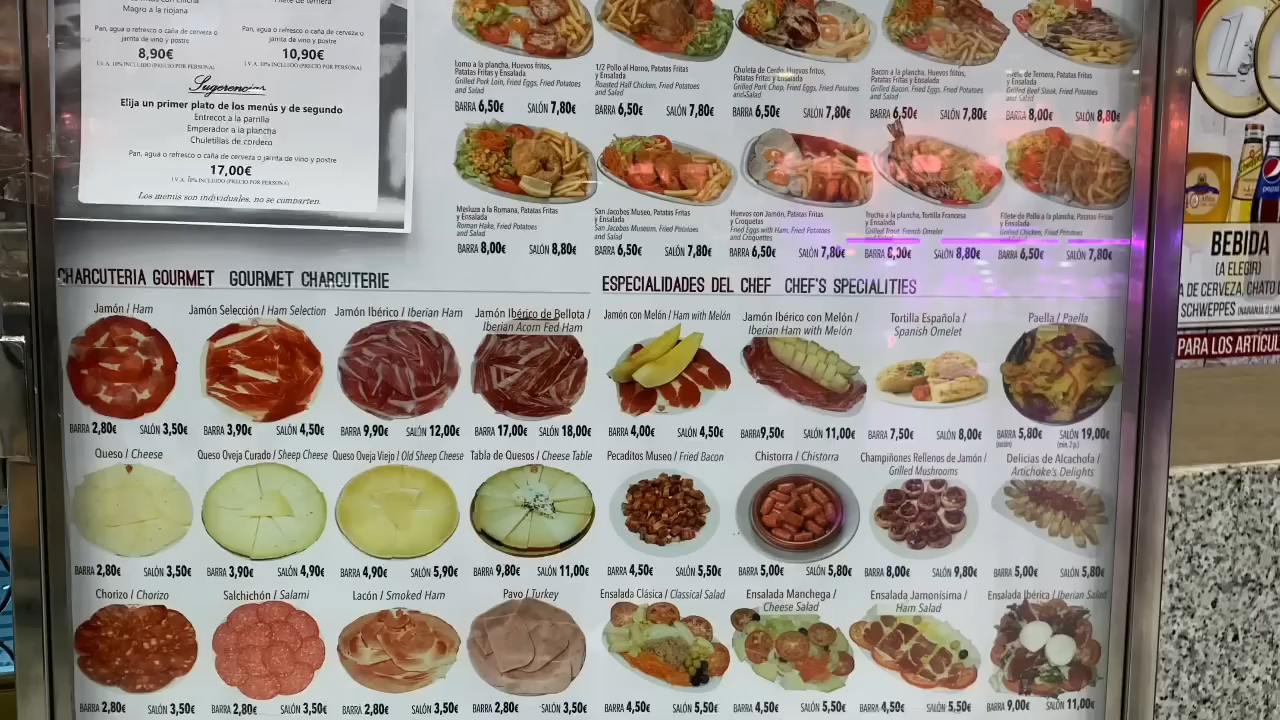 Magro a la riojana
Filete de ternera
Pan, agua o refresco o caña de cerveza o
jarrita de vino y postre
8,90€
I.V.A. 10% INCLUIDO (PRECIO POR PERSONA)
Pan, agua o refresco o caña de cerveza o
jarrita de vino y postre
10,90€
I.V.A. 10% INCLUIDO (PRECIO POR PERSONA)
Sugerencias
Elija un primer plato de los menús y de segundo
Entrecot a la parrilla
Emperador a la plancha
Chuletillas de cordero
Pan, agua o refresco o caña de cerveza o jarrita de vino y postre
17,00€
I.V.A. 10% INCLUIDO (PRECIO POR PERSONA)
Los menús son individuales, no se comparten.
Lomo a la plancha, Huevos fritos,
Patatas Fritas y Ensalada
Grilled Pork Loin, Fried Eggs, Fried Potatoes
and Salad
BARRA 6,50€ SALÓN 7,80€
1/2 Pollo al Horno, Patatas Fritas
y Ensalada
Roasted Half Chicken, Fried Potatoes
and Salad
BARRA 6,50€ SALÓN 7,80€
Chuleta de Cerdo, Huevos fritos,
Patatas Fritas y Ensalada
Grilled Pork Chop, Fried Eggs, Fried Potatoes
and Salad
BARRA 6,50€ SALÓN 7,80€
Bacon a la plancha, Huevos fritos,
Patatas Fritas y Ensalada
Grilled Bacon, Fried Eggs, Fried Potatoes
and Salad
BARRA 6,50€ SALÓN 7,80€
de Ternera, Patatas Fritas
y Ensalada
Grilled Beef Steak, Fried Potatoes
and Salad
BARRA 8,00€ SALÓN 8,80€
Merluza a la Romana, Patatas Fritas
y Ensalada
Roman Hake, Fried Potatoes
and Salad
BARRA 8,00€ SALÓN 8,80€
San Jacobos Museo, Patatas Fritas
y Ensalada
San Jacobos Museum, Fried Potatoes
and Salad
BARRA 6,50€ SALÓN 7,80€
Huevos con Jamón, Patatas Fritas
y Croquetas
Fried Eggs with Ham, Fried Potatoes
and Croquettes
BARRA 6,50€ SALÓN 7,80€
Trucha a la plancha, Tortilla Francesa
y Ensalada
Grilled Trout, French Omelet
and Salad
BARRA 8,00€ SALÓN 8,80€
Filete de Pollo a la plancha, Patatas Fritas
y Ensalada
Grilled Chicken, Fried Potatoes
BARRA 6,50€ SALÓN 7,80€
CHARCUTERIA GOURMET GOURMET CHARCUTERIE
Jamón / Ham
BARRA 2,80€ SALÓN 3,50€
Jamón Selección / Ham Selection
BARRA 3,90€ SALÓN 4,50€
Jamón Ibérico / Iberian Ham
BARRA 9,90€ SALÓN 12,00€
Jamón Ibérico de Bellota /
Iberian Acorn Fed Ham
BARRA 17,00€ SALÓN 18,00€
Queso / Cheese
BARRA 2,80€ SALÓN 3,50€
Queso Oveja Curado / Sheep Cheese
BARRA 3,90€ SALÓN 4,90€
Queso Oveja Viejo / Old Sheep Cheese
BARRA 4,90€ SALÓN 5,90€
Tabla de Quesos / Cheese Table
BARRA 9,80€ SALÓN 11,00€
Chorizo / Chorizo
BARRA 2,80€ SALÓN 3,50€
Salchichón / Salami
BARRA 2,80€ SALÓN 3,50€
Lacón / Smoked Ham
BARRA 2,80€ SALÓN 3,50€
Pavo / Turkey
BARRA 2,80€ SALÓN 3,50€
ESPECIALIDADES DEL CHEF CHEF'S SPECIALITIES
Jamón con Melón / Ham with Melón
BARRA 4,00€ SALÓN 4,50€
Jamón Ibérico con Melón /
Iberian Ham with Melón
BARRA 9,50€ SALÓN 11,00€
Tortilla Española /
Spanish Omelet
BARRA 7,50€ SALÓN 8,00€
Paella / Paella
BARRA 5,80€ SALÓN 19,00€
(ración) (min. 2 p.)
Pecaditos Museo / Fried Bacon
BARRA 4,50€ SALÓN 5,50€
Chistorra / Chistorra
BARRA 5,00€ SALÓN 5,80€
Champiñones Rellenos de Jamón /
Grilled Mushrooms
BARRA 8,00€ SALÓN 9,80€
Delicias de Alcachofa /
Artichoke's Delights
BARRA 5,00€ SALÓN 5,80€
Ensalada Clásica / Classical Salad
BARRA 4,50€ SALÓN 5,50€
Ensalada Manchega /
Cheese Salad
BARRA 4,50€ SALÓN 5,50€
Ensalada Jamonísima /
Ham Salad
BARRA 4,50€ SALÓN 5,50€
Ensalada Ibérica / Iberian Salad
BARRA 9,00€ SALÓN 11,00€
1
pepsi
BEBIDA
(A ELEGIR)
A DE CERVEZA, CHATO D
SCHWEPPES (NARANJA O LIM
PARA LOS ARTÍCUL